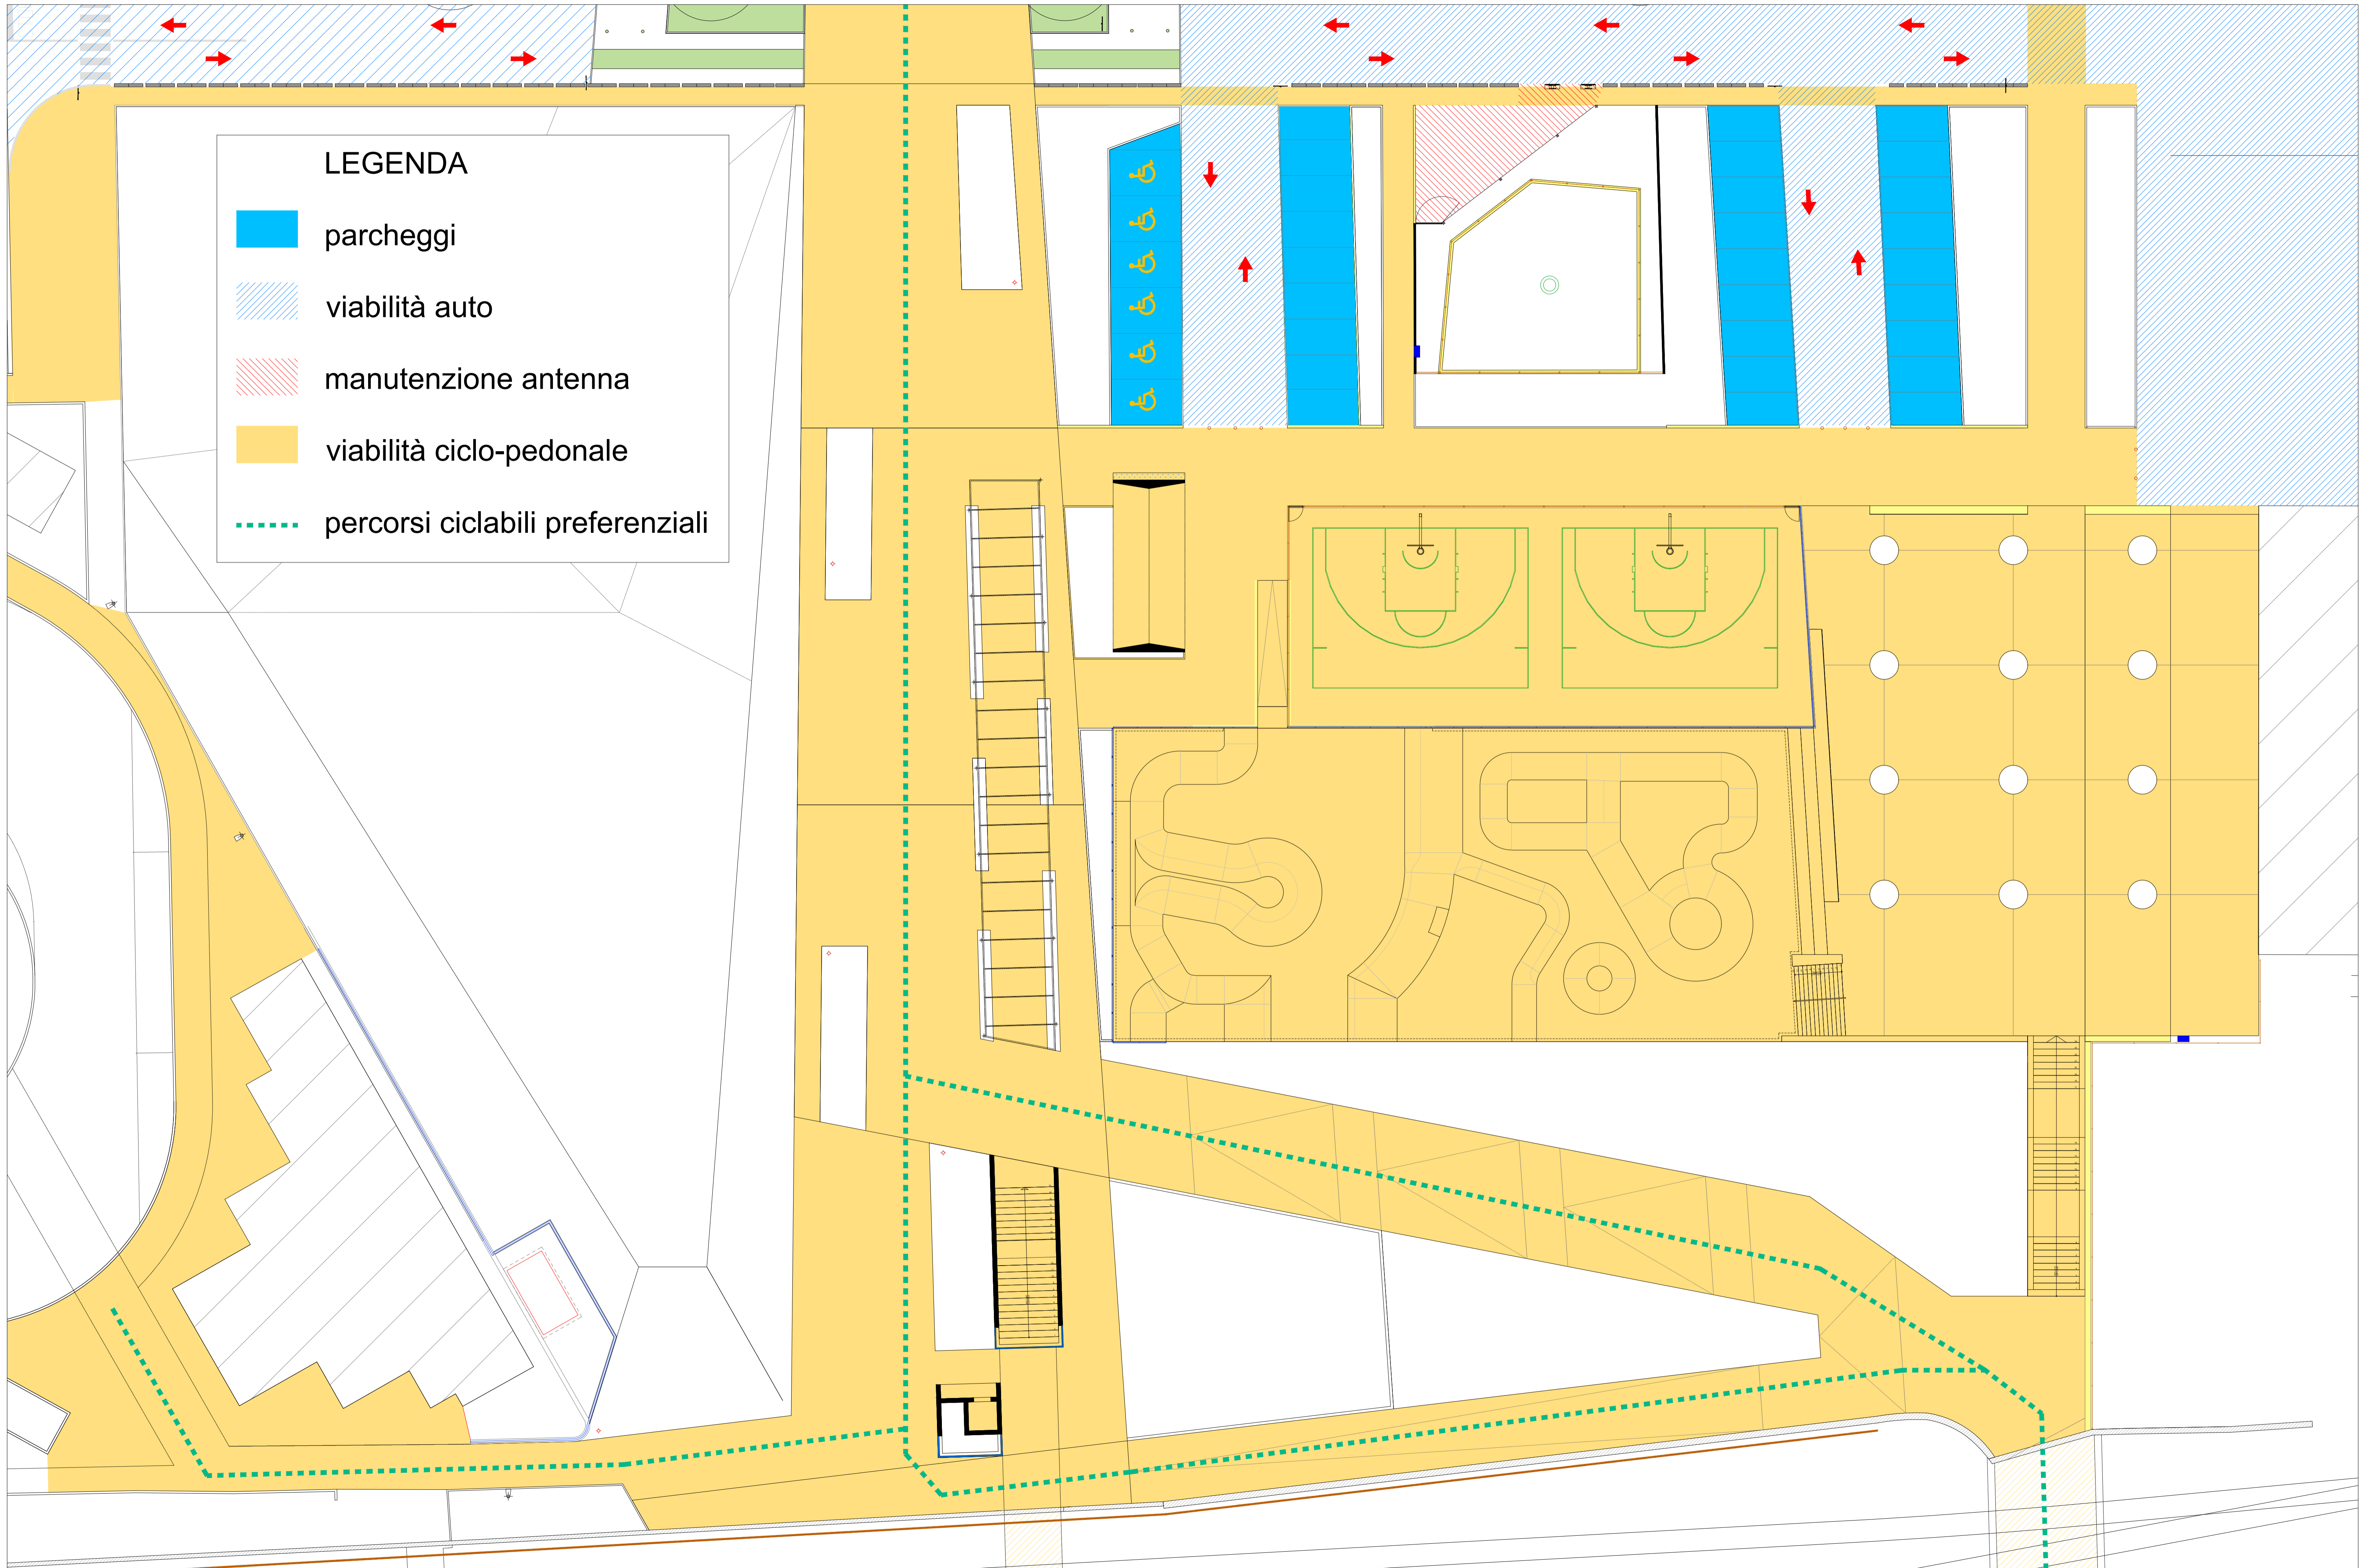 LEGENDA
parcheggi
viabilità auto
manutenzione antenna
viabilità ciclo-pedonale
percorsi ciclabili preferenziali